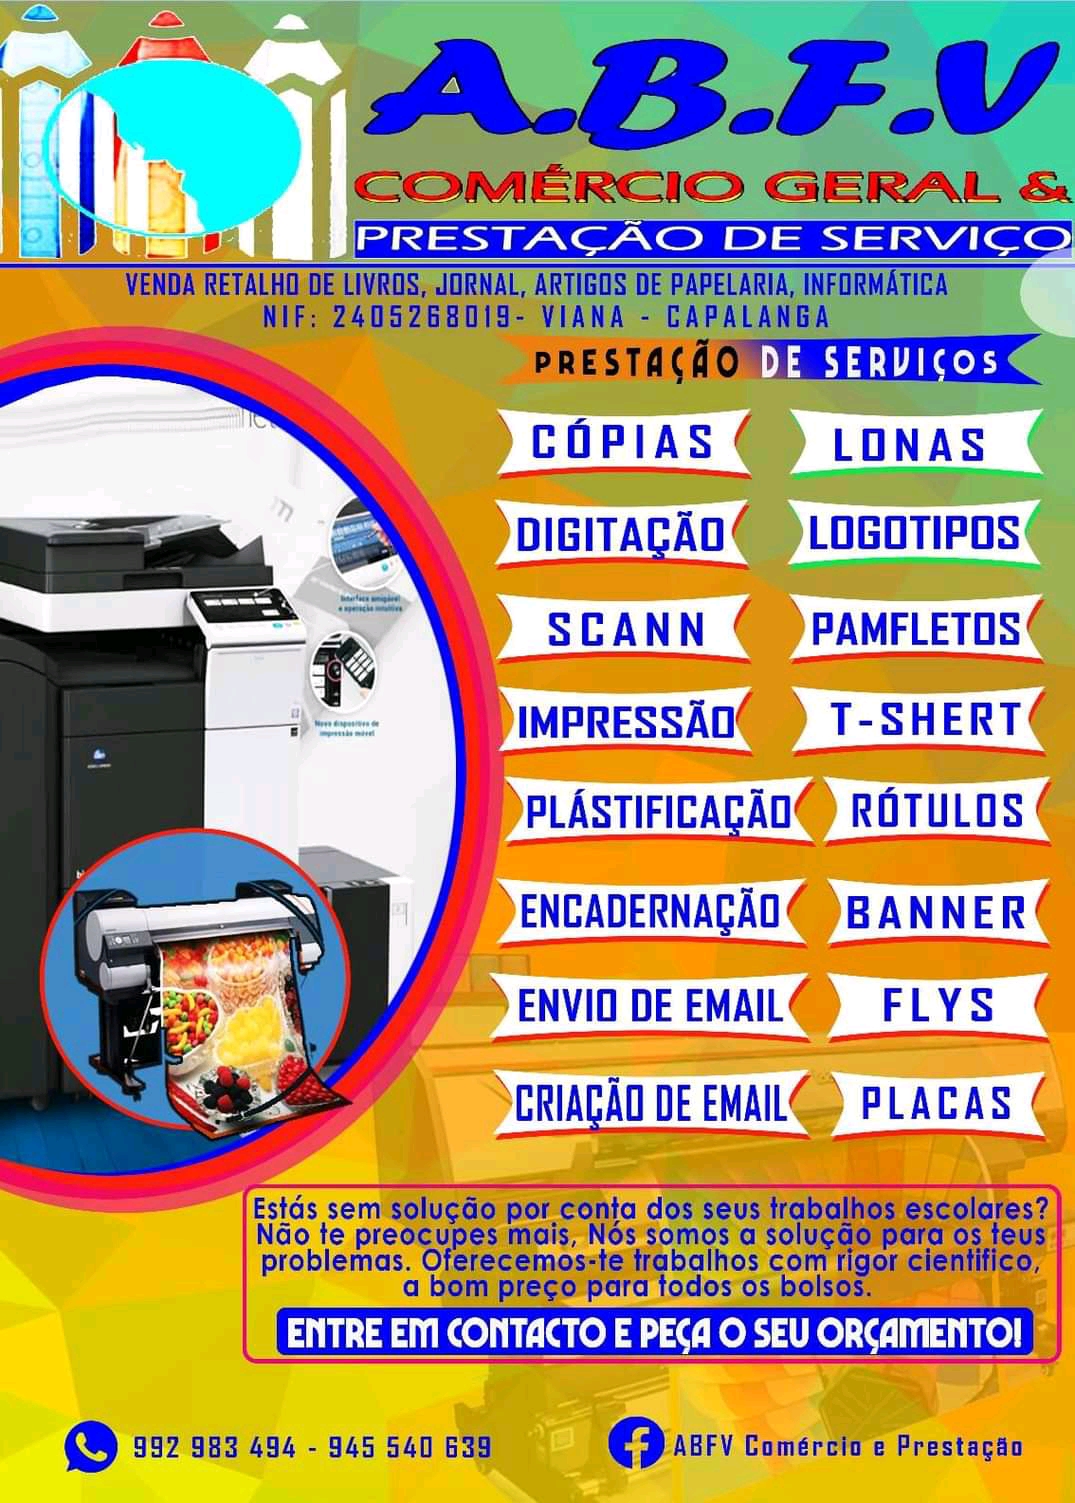 A.B.F.V
COMÉRCIO GERAL &
PRESTAÇÃO DE SERVIÇO
VENDA RETALHO DE LIVROS, JORNAL, ARTIGOS DE PAPELARIA, INFORMÁTICA
NIF: 2405268019- VIANA - CAPALANGA
PRESTAÇÃO DE SERVIÇOS
CÓPIAS
LONAS
DIGITAÇÃO
LOGOTIPOS
SCANN
PAMFLETOS
IMPRESSÃO
T-SHERT
PLÁSTIFICAÇÃO
RÓTULOS
ENCADERNAÇÃO
BANNER
ENVIO DE EMAIL
FLYS
CRIAÇÃO DE EMAIL
PLACAS
Interface amigável
e operação intuitiva
Novo dispositivo de
impressão móvel
Estás sem solução por conta dos seus trabalhos escolares?
Não te preocupes mais, Nós somos a solução para os teus
problemas. Oferecemos-te trabalhos com rigor cientifico,
a bom preço para todos os bolsos.
ENTRE EM CONTACTO E PEÇA O SEU ORÇAMENTO!
992 983 494 - 945 540 639
ABFV Comércio e Prestação